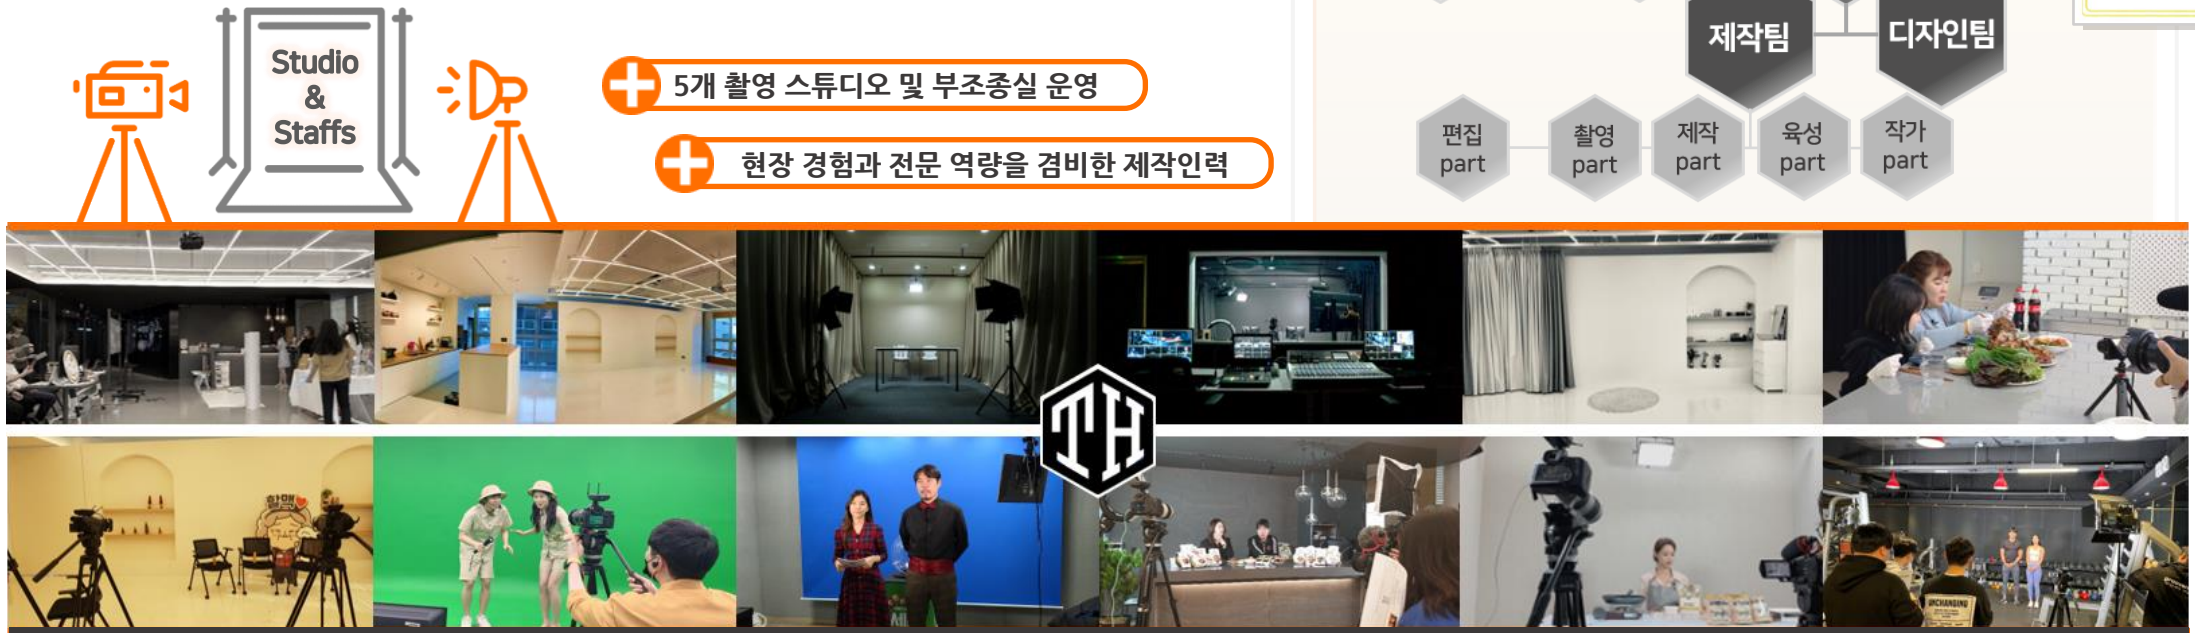 Studio
&
Staffs
5개 촬영 스튜디오 및 부조종실 운영
현장 경험과 전문 역량을 겸비한 제작인력
제작팀
디자인팀
편집
part
촬영
part
제작
part
육성
part
작가
part
TH
할맥
UNCHANGING